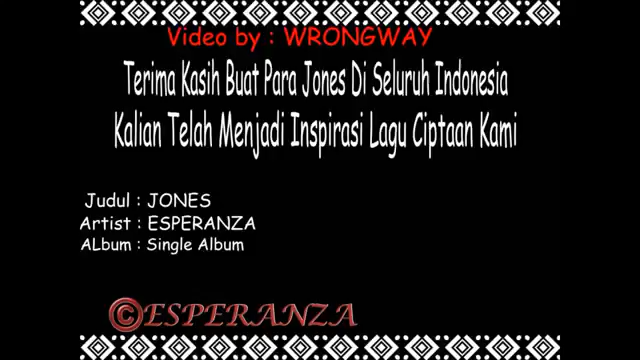 Video by : WRONGWAY
Terima Kasih Buat Para Jones Di Seluruh Indonesia
Kalian Telah Menjadi Inspirasi Lagu Ciptaan Kami
Judul : JONES
Artist : ESPERANZA
ALbum : Single Album
©ESPERANZA